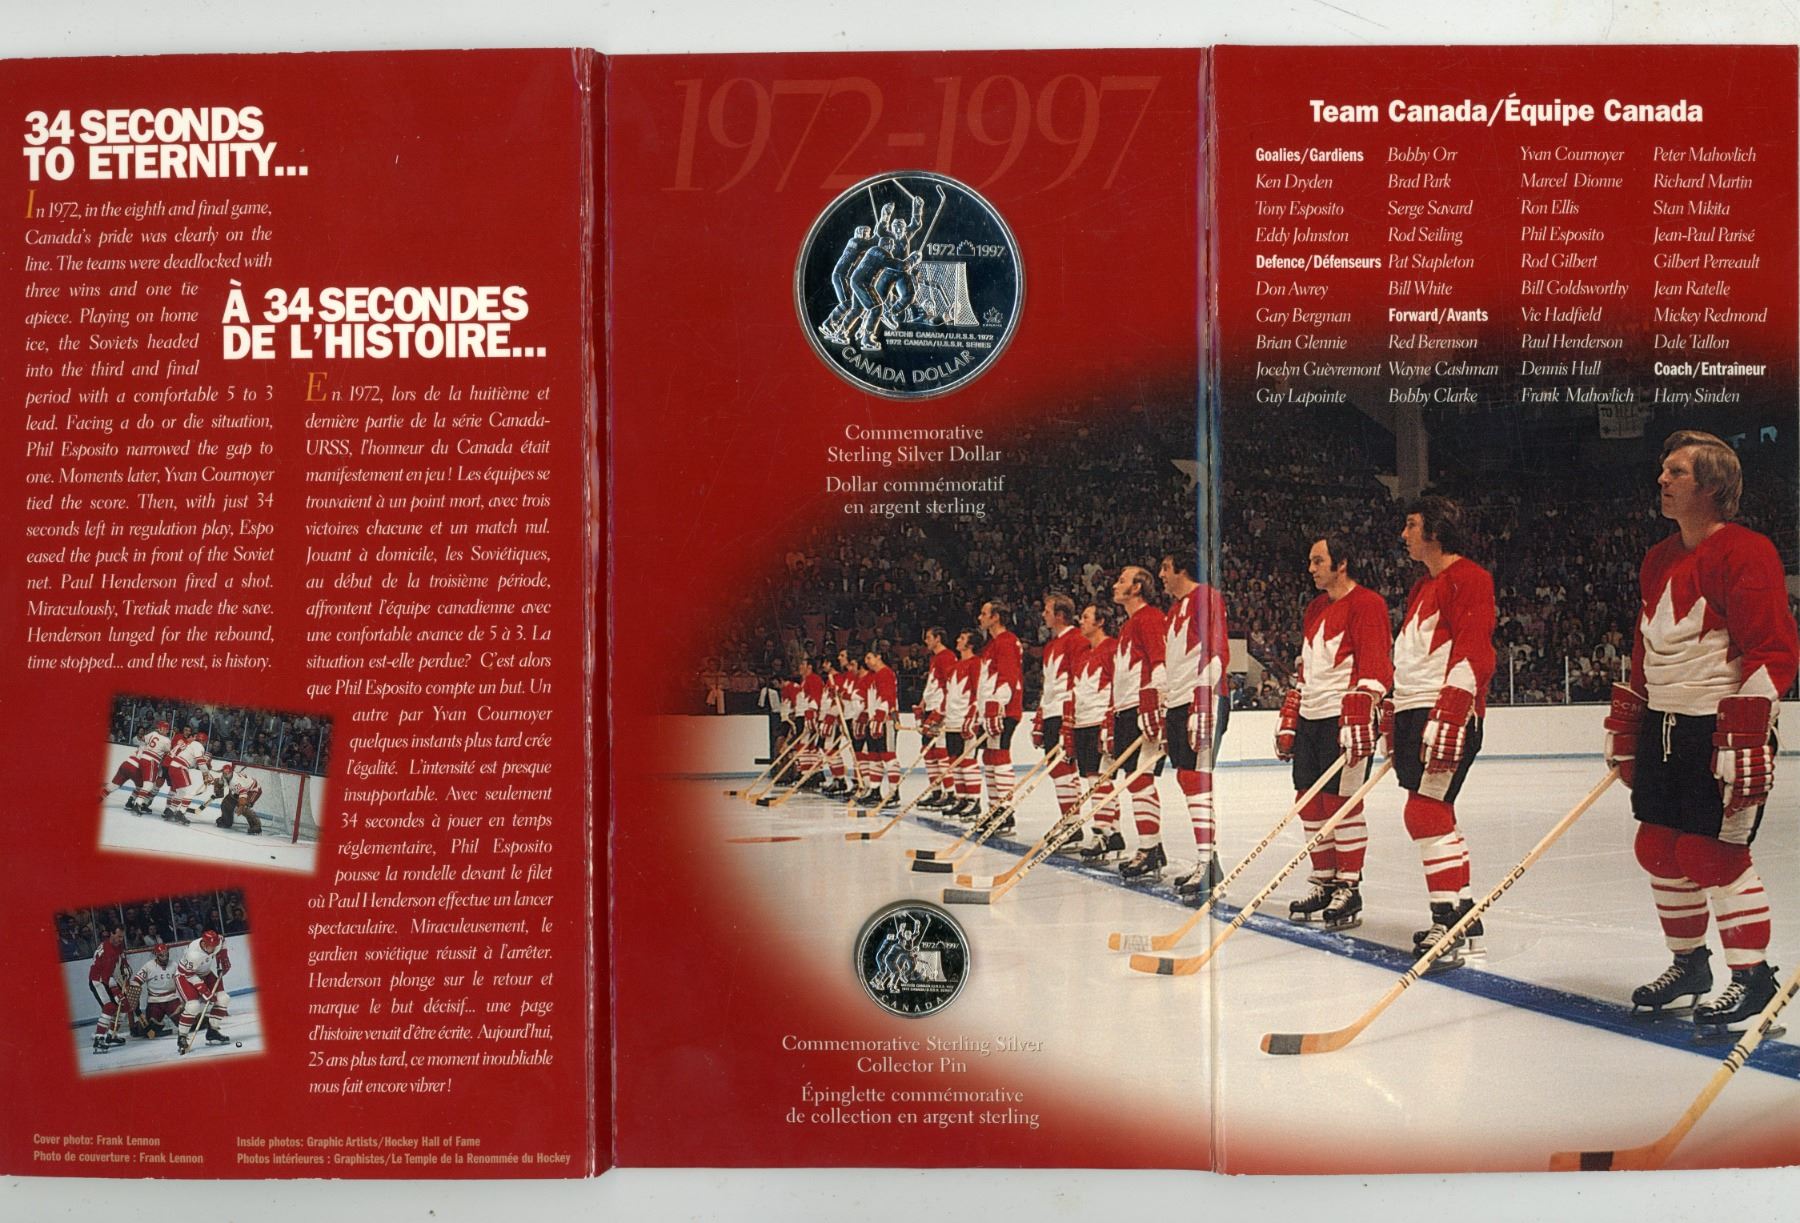 34 SECONDS
TO ETERNITY...
In 1972, in the eighth and final game,
Canada's pride was clearly on the
line. The teams were deadlocked with
three wins and one tie
apiece. Playing on home
ice, the Soviets headed
into the third and final
period with a comfortable 5 to 3
lead. Facing a do or die situation,
Phil Esposito narrowed the gap to
one. Moments later, Yvan Cournoyer
tied the score. Then, with just 34
seconds left in regulation play, Espo
eased the puck in front of the Soviet
net. Paul Henderson fired a shot.
Miraculously, Tretiak made the save.
Henderson lunged for the rebound,
time stopped... and the rest, is history.
À 34 SECONDES
DE L'HISTOIRE...
En 1972, lors de la huitième et
dernière partie de la série Canada-
URSS, l'honneur du Canada était
manifestement en jeu ! Les équipes se
trouvaient à un point mort, avec trois
victoires chacune et un match nul.
Jouant à domicile, les Soviétiques,
au début de la troisième période,
affrontent l'équipe canadienne avec
une confortable avance de 5 à 3. La
situation est-elle perdue? C'est alors
que Phil Esposito compte un but. Un
autre par Yvan Cournoyer
quelques instants plus tard crée
l'égalité. L'intensité est presque
insupportable. Avec seulement
34 secondes à jouer en temps
réglementaire, Phil Esposito
pousse la rondelle devant le filet
où Paul Henderson effectue un lancer
spectaculaire. Miraculeusement, le
gardien soviétique réussit à l'arrêter.
Henderson plonge sur le retour et
marque le but décisif... une page
d'histoire venait d'être écrite. Aujourd'hui,
25 ans plus tard, ce moment inoubliable
nous fait encore vibrer !
Cover photo: Frank Lennon
Photo de couverture : Frank Lennon
Inside photos: Graphic Artists/Hockey Hall of Fame
Photos intérieures : Graphistes/Le Temple de la Renommée du Hockey
1972-1997
1972 1997
MATCHS CANADA/U.R.S.S. 1972
1972 CANADA/U.S.S.R. SERIES
CANADA DOLLAR
Commemorative
Sterling Silver Dollar
Dollar commémoratif
en argent sterling
1972 1997
MATCHS CANADA/U.R.S.S. 1972
1972 CANADA/U.S.S.R. SERIES
CANADA
Commemorative Sterling Silver
Collector Pin
Épinglette commémorative
de collection en argent sterling
Team Canada/Équipe Canada
Goalies/Gardiens
Ken Dryden
Tony Esposito
Eddy Johnston
Defence/Défenseurs
Don Awrey
Gary Bergman
Brian Glennie
Jocelyn Guèvremont
Guy Lapointe
Bobby Orr
Brad Park
Serge Savard
Rod Seiling
Pat Stapleton
Bill White
Forward/Avants
Red Berenson
Wayne Cashman
Bobby Clarke
Yvan Cournoyer
Marcel Dionne
Ron Ellis
Phil Esposito
Rod Gilbert
Bill Goldsworthy
Vic Hadfield
Paul Henderson
Dennis Hull
Frank Mahovlich
Peter Mahovlich
Richard Martin
Stan Mikita
Jean-Paul Parisé
Gilbert Perreault
Jean Ratelle
Mickey Redmond
Dale Tallon
Coach/Entraîneur
Harry Sinden
SHERWOOD
SHERWOOD
CCM